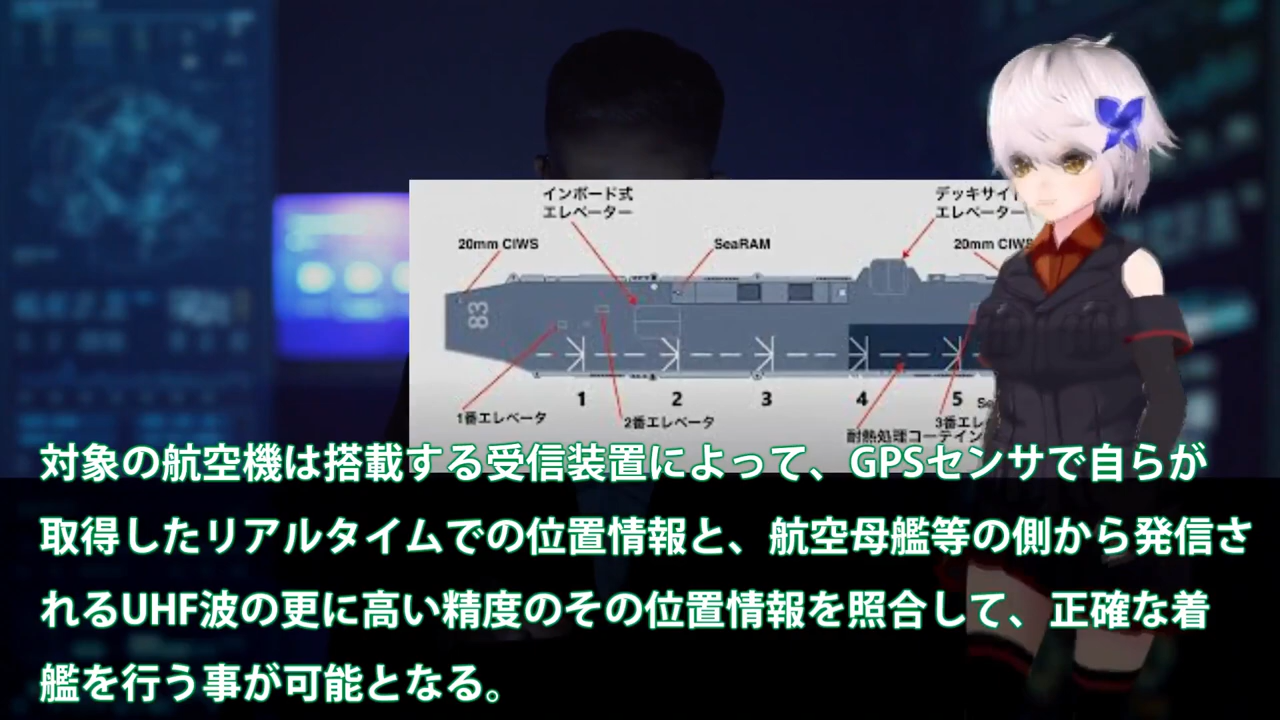 インボード式
エレベーター
デッキサイド
エレベーター
20mm CIWS
SeaRAM
20mm CIWS
83
1
2
3
4
5
1番エレベータ
2番エレベータ
3番エレ
耐熱処理コーティン
対象の航空機は搭載する受信装置によって、GPSセンサで自らが
取得したリアルタイムでの位置情報と、航空母艦等の側から発信さ
れるUHF波の更に高い精度のその位置情報を照合して、正確な着
艦を行う事が可能となる。